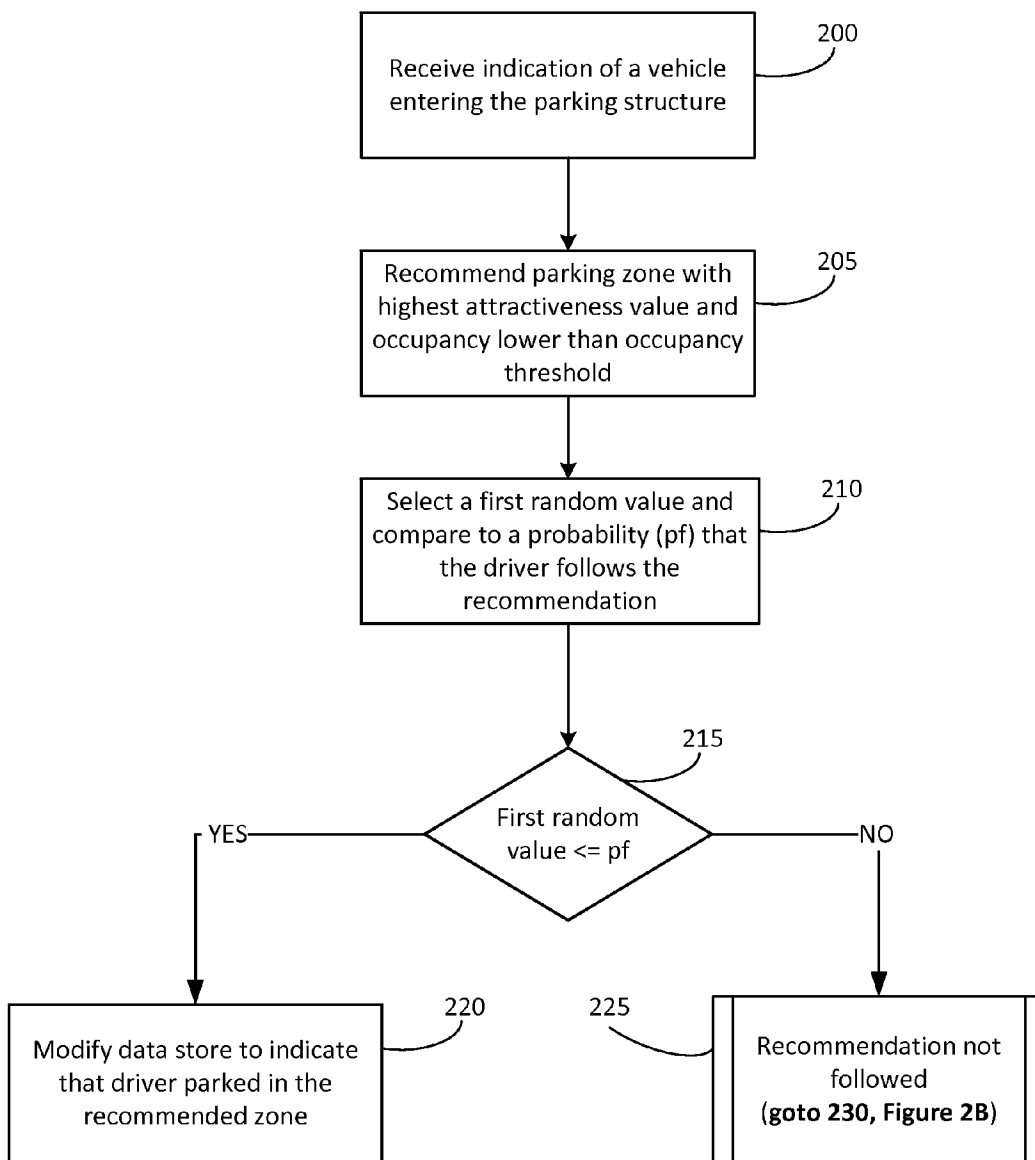 200
Receive indication of a vehicle
entering the parking structure
205
Recommend parking zone with
highest attractiveness value and
occupancy lower than occupancy
threshold
210
Select a first random value and
compare to a probability (pf) that
the driver follows the
recommendation
215
First random
value <= pf
YES
NO
220
Modify data store to indicate
that driver parked in the
recommended zone
225
Recommendation not
followed
(goto 230, Figure 2B)